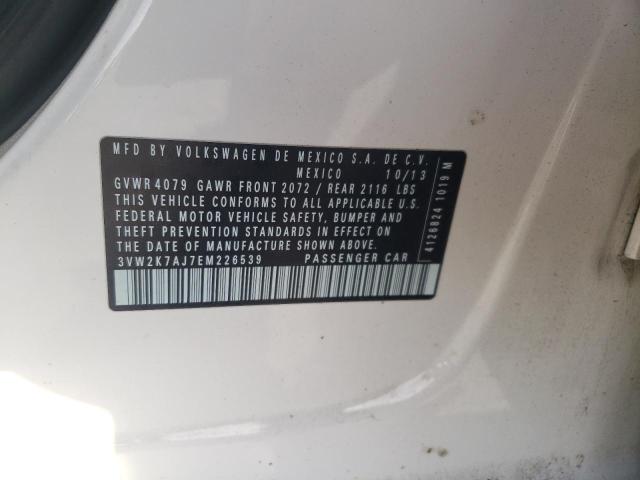 MFD BY VOLKSWAGEN DE MEXICO S.A. DE C.V.
MEXICO 10/13
GVWR 4079 GAWR FRONT 2072 / REAR 2116 LBS
THIS VEHICLE CONFORMS TO ALL APPLICABLE U.S.
FEDERAL MOTOR VEHICLE SAFETY, BUMPER AND
THEFT PREVENTION STANDARDS IN EFFECT ON
THE DATE OF MANUFACTURE SHOWN ABOVE.
3VW2K7AJ7EM226539 PASSENGER CAR
4126824 1019 M